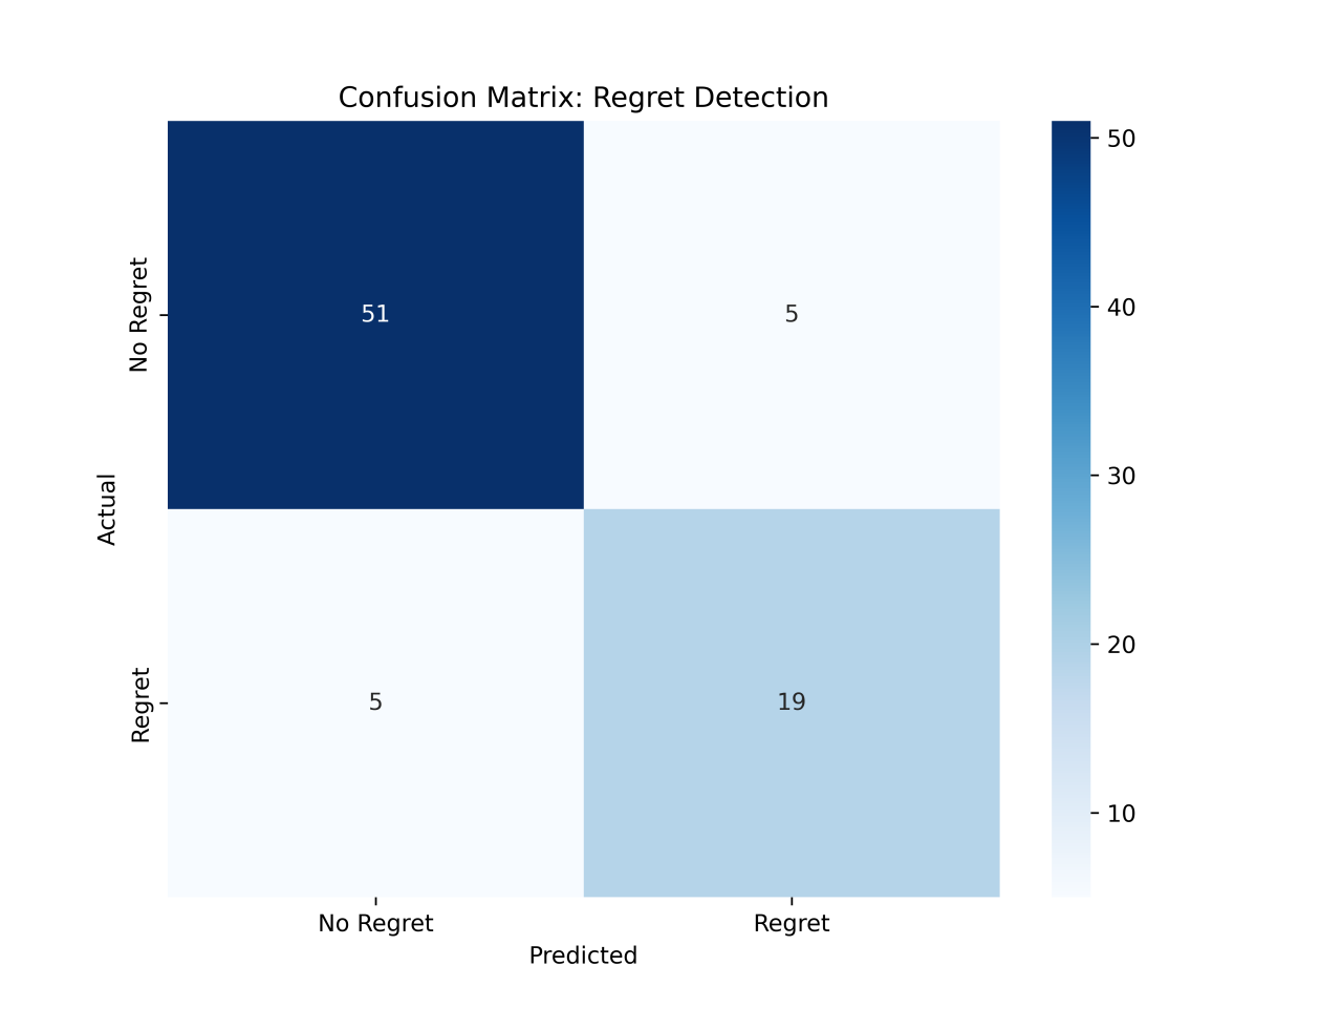 Confusion Matrix: Regret Detection
No Regret
51
5
Actual
Regret
5
19
No Regret
Regret
Predicted
50
40
30
20
10